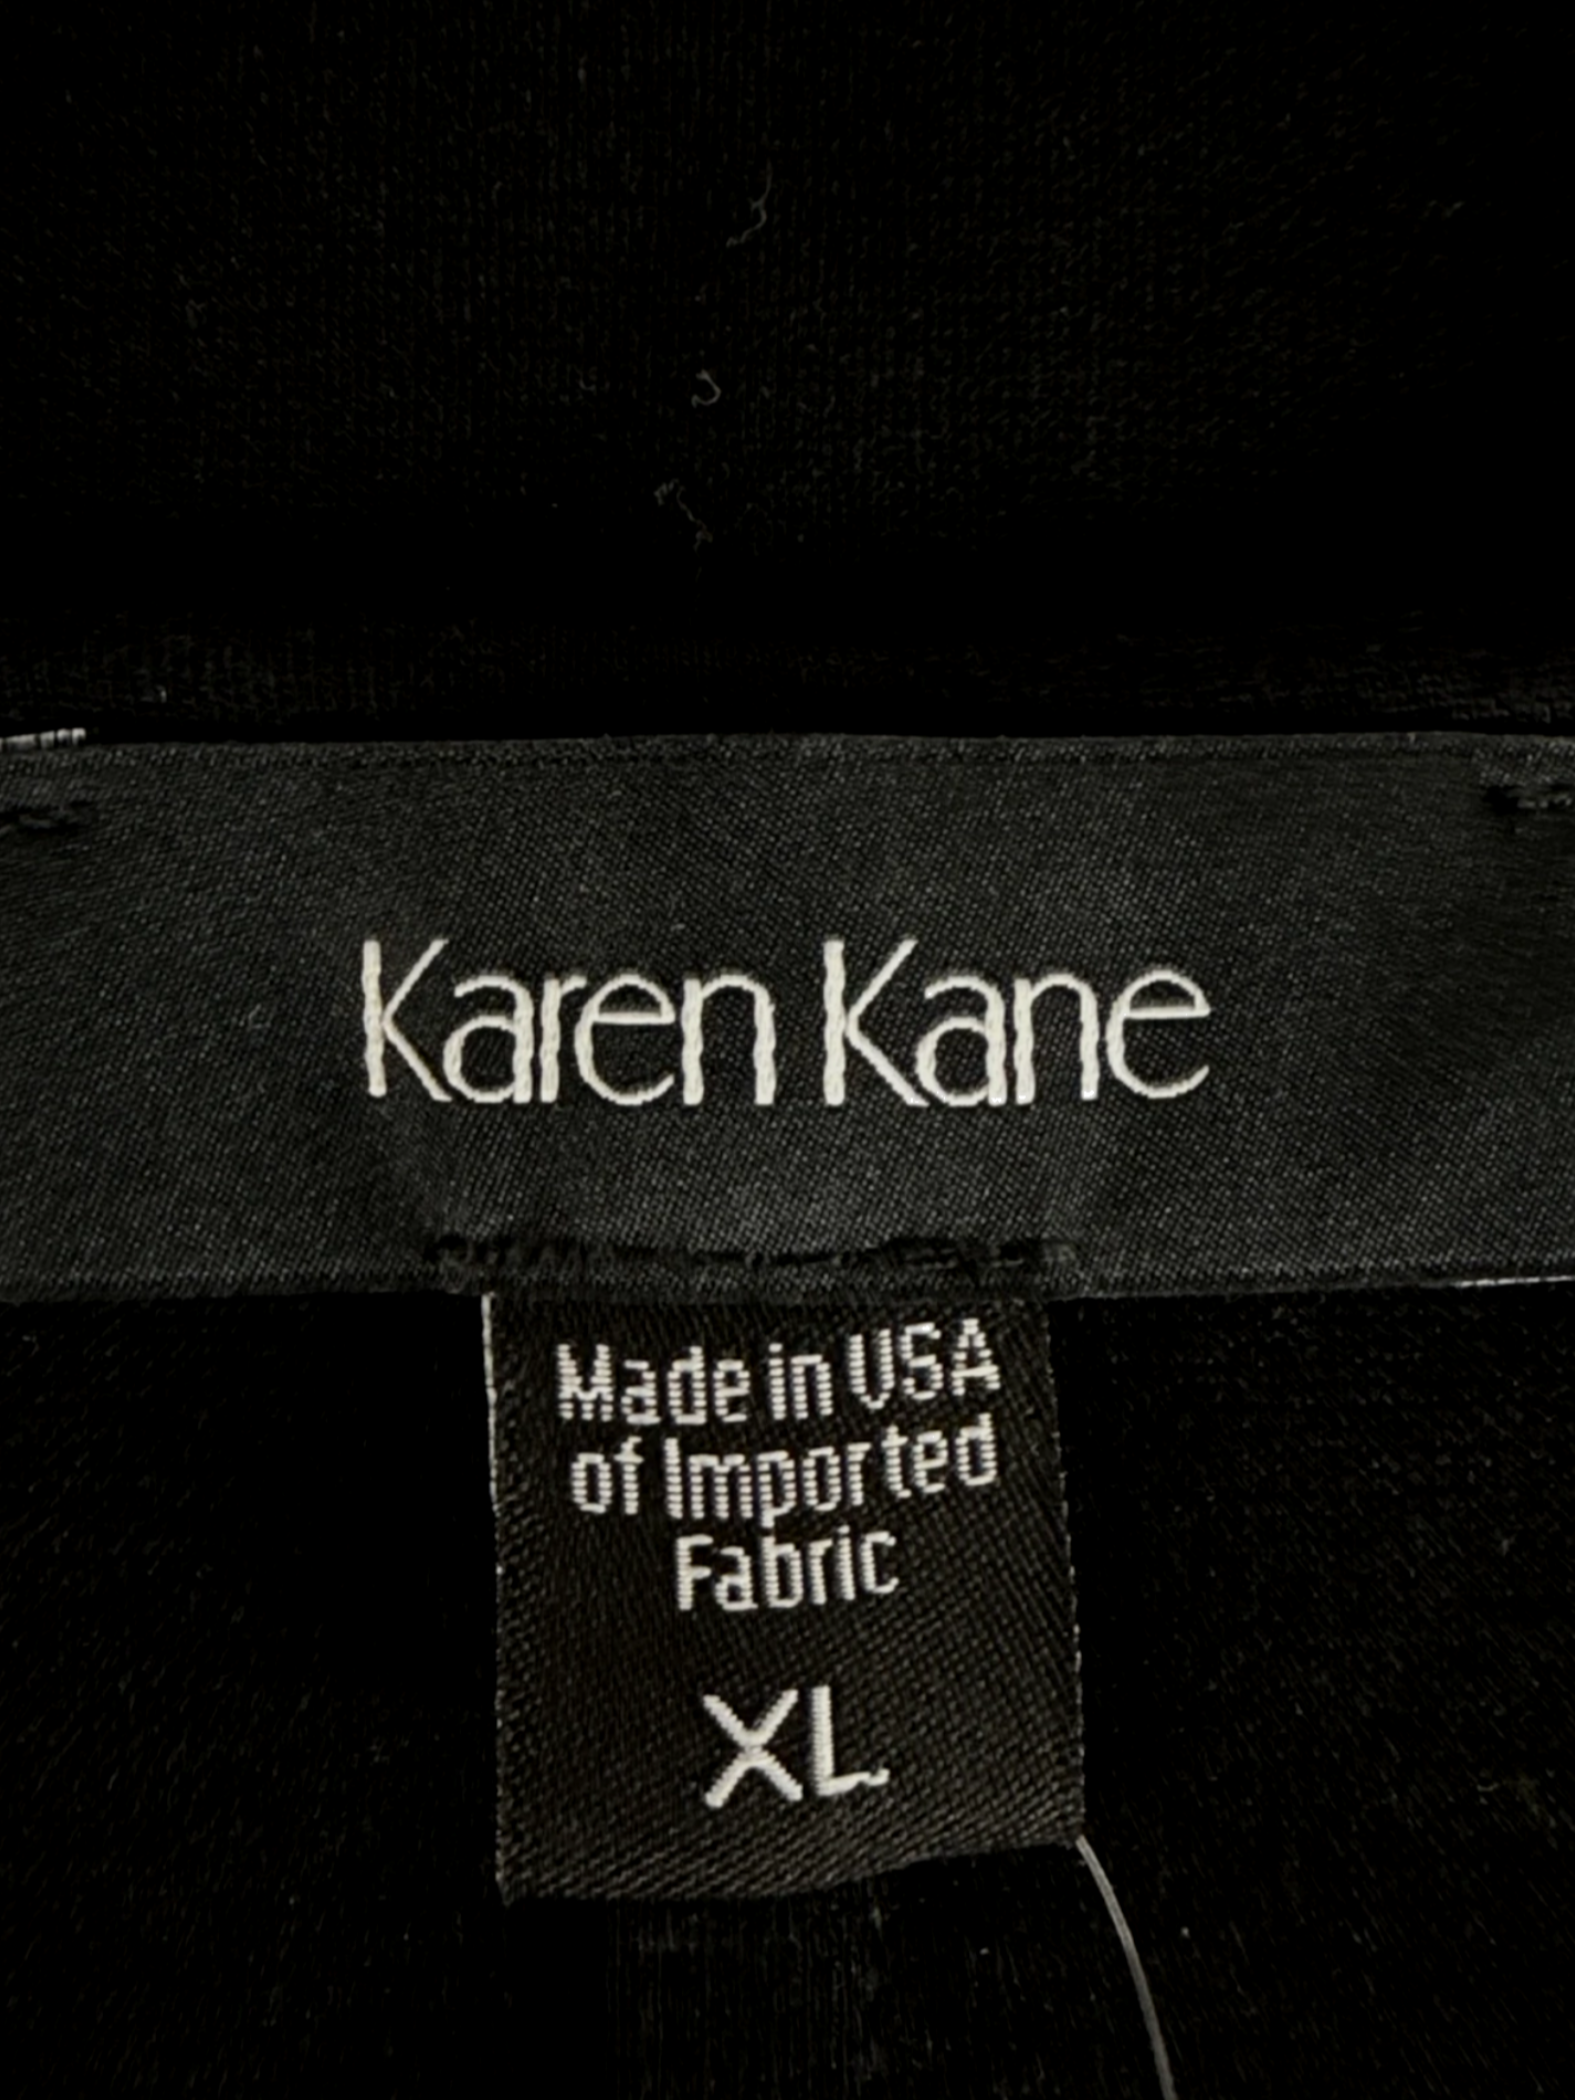 Karen Kane
Made in USA
of Imported
Fabric
XL